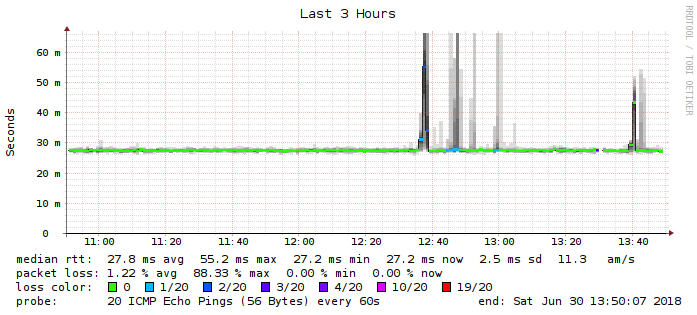 Last 3 Hours
RRDTOOL / TOBI OETIKER
Seconds
60 m
50 m
40 m
30 m
20 m
10 m
0
11:00 11:20 11:40 12:00 12:20 12:40 13:00 13:20 13:40
median rtt: 27.8 ms avg 55.2 ms max 27.2 ms min 27.2 ms now 2.5 ms sd 11.3 am/s
packet loss: 1.22 % avg 88.33 % max 0.00 % min 0.00 % now
loss color: 0 1/20 2/20 3/20 4/20 10/20 19/20
probe: 20 ICMP Echo Pings (56 Bytes) every 60s end: Sat Jun 30 13:50:07 2018